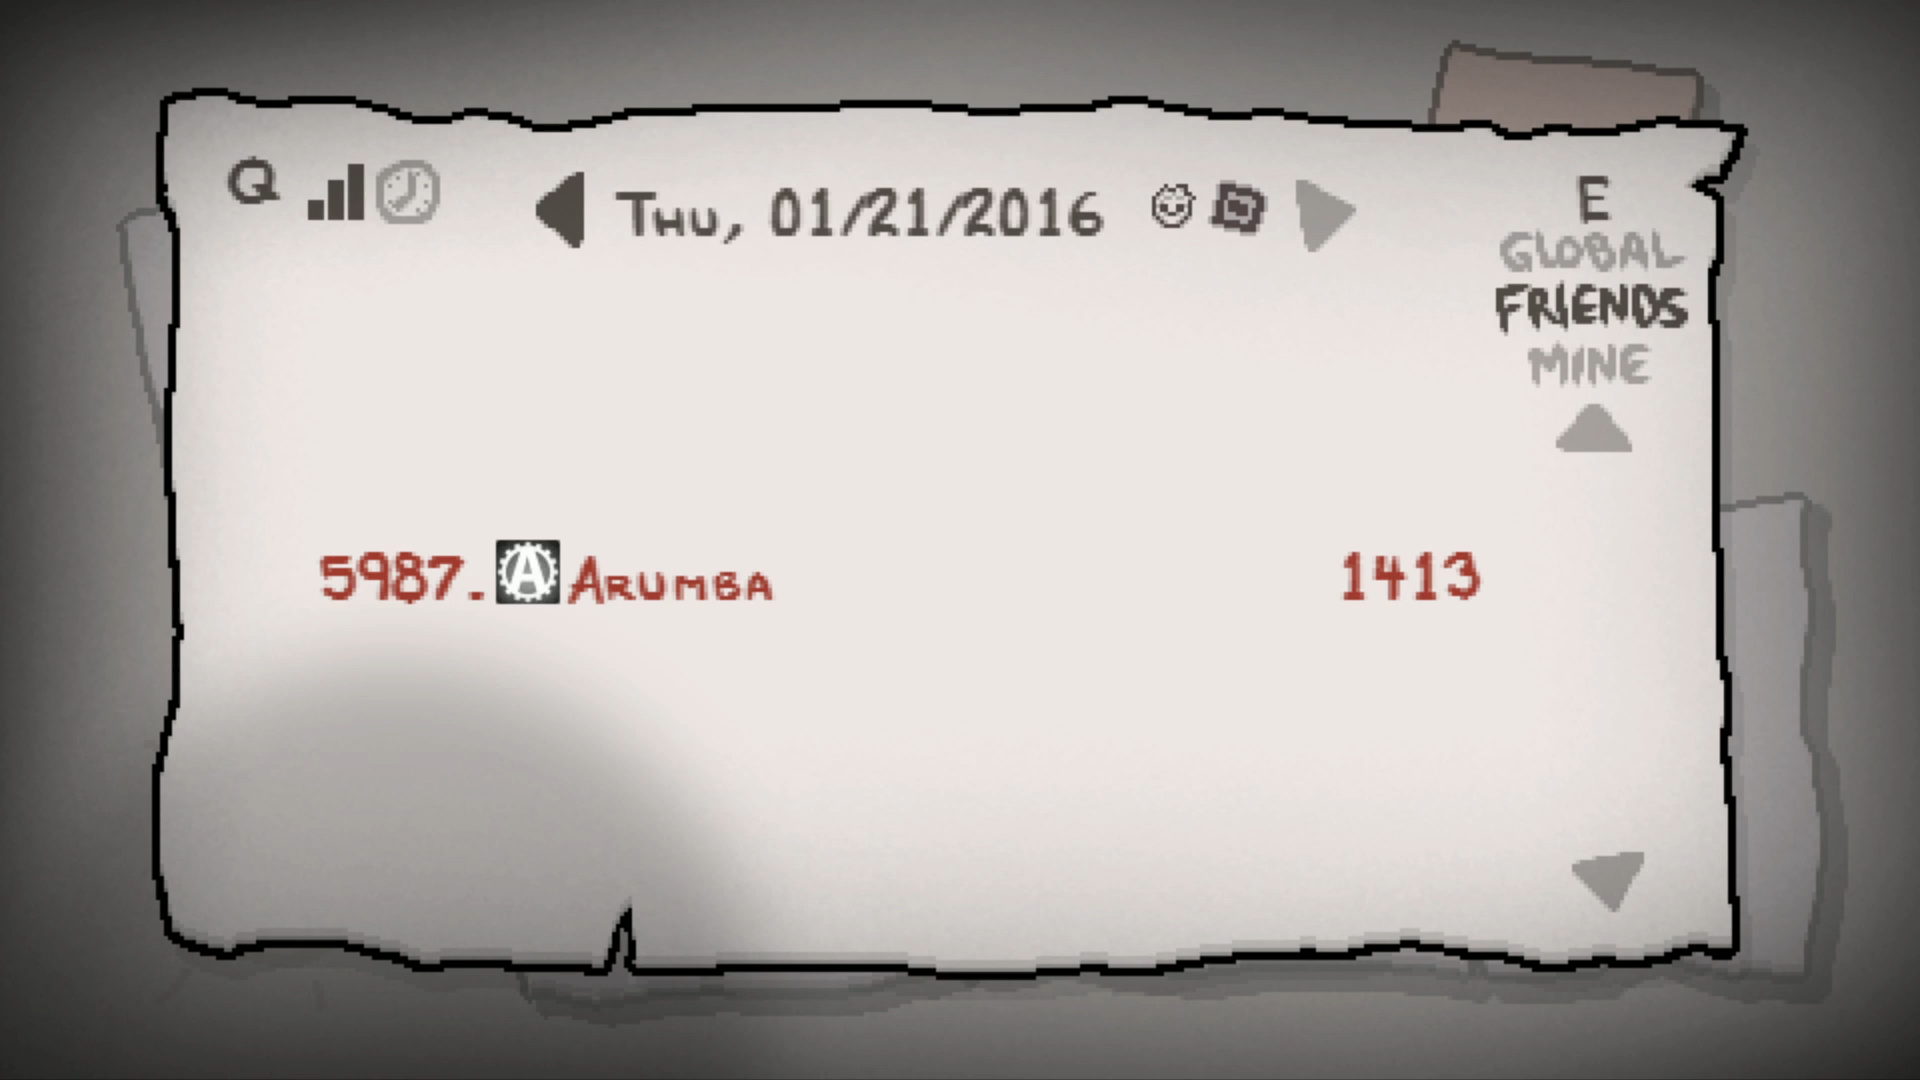 Q
THU, 01/21/2016
E
GLOBAL
FRIENDS
MINE
5987. A ARUMBA 1413